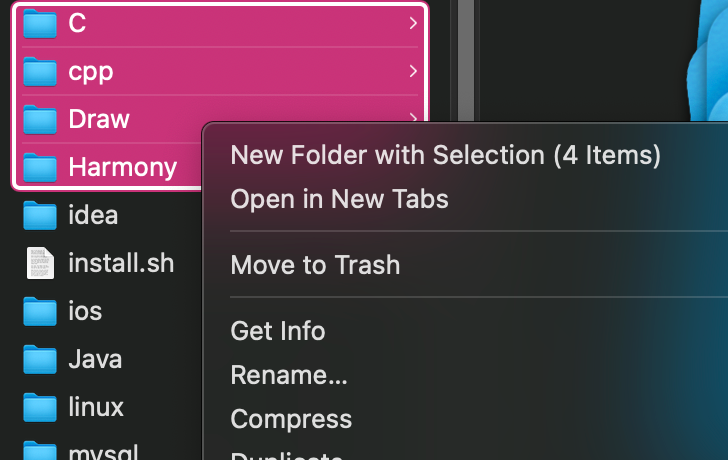 C
cpp
Draw
Harmony
idea
install.sh
ios
Java
linux
mysql
New Folder with Selection (4 Items)
Open in New Tabs
Move to Trash
Get Info
Rename...
Compress
Duplicate